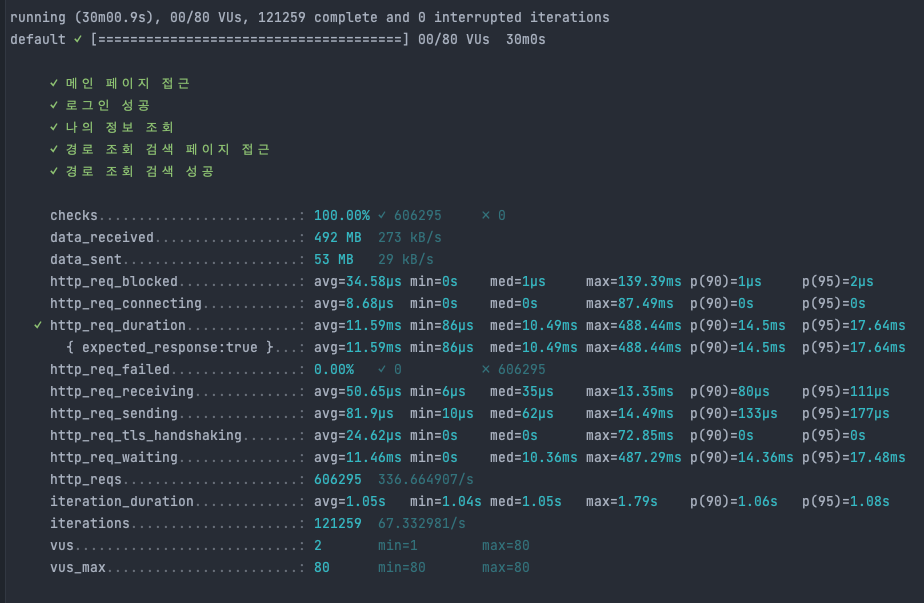 running (30m00.9s), 00/80 VUs, 121259 complete and 0 interrupted iterations
default ✓ [======================================] 00/80 VUs  30m0s
✓ 메인 페이지 접근
✓ 로그인 성공
✓ 나의 정보 조회
✓ 경로 조회 검색 페이지 접근
✓ 경로 조회 검색 성공
checks.........................: 100.00% ✓ 606295     ✕ 0
data_received..................: 492 MB  273 kB/s
data_sent......................: 53 MB   29 kB/s
http_req_blocked...............: avg=34.58µs min=0s     med=1µs     max=139.39ms p(90)=1µs     p(95)=2µs
http_req_connecting............: avg=8.68µs  min=0s     med=0s      max=87.49ms  p(90)=0s      p(95)=0s
✓ http_req_duration..............: avg=11.59ms min=86µs   med=10.49ms max=488.44ms p(90)=14.5ms  p(95)=17.64ms
{ expected_response:true }...: avg=11.59ms min=86µs   med=10.49ms max=488.44ms p(90)=14.5ms  p(95)=17.64ms
http_req_failed................: 0.00%   ✓ 0          ✕ 606295
http_req_receiving.............: avg=50.65µs min=6µs    med=35µs    max=13.35ms  p(90)=80µs    p(95)=111µs
http_req_sending...............: avg=81.9µs  min=10µs   med=62µs    max=14.49ms  p(90)=133µs   p(95)=177µs
http_req_tls_handshaking.......: avg=24.62µs min=0s     med=0s      max=72.85ms  p(90)=0s      p(95)=0s
http_req_waiting...............: avg=11.46ms min=0s     med=10.36ms max=487.29ms p(90)=14.36ms p(95)=17.48ms
http_reqs......................: 606295  336.664907/s
iteration_duration.............: avg=1.05s   min=1.04s  med=1.05s   max=1.79s    p(90)=1.06s   p(95)=1.08s
iterations.....................: 121259  67.332981/s
vus............................: 2       min=1        max=80
vus_max........................: 80      min=80       max=80